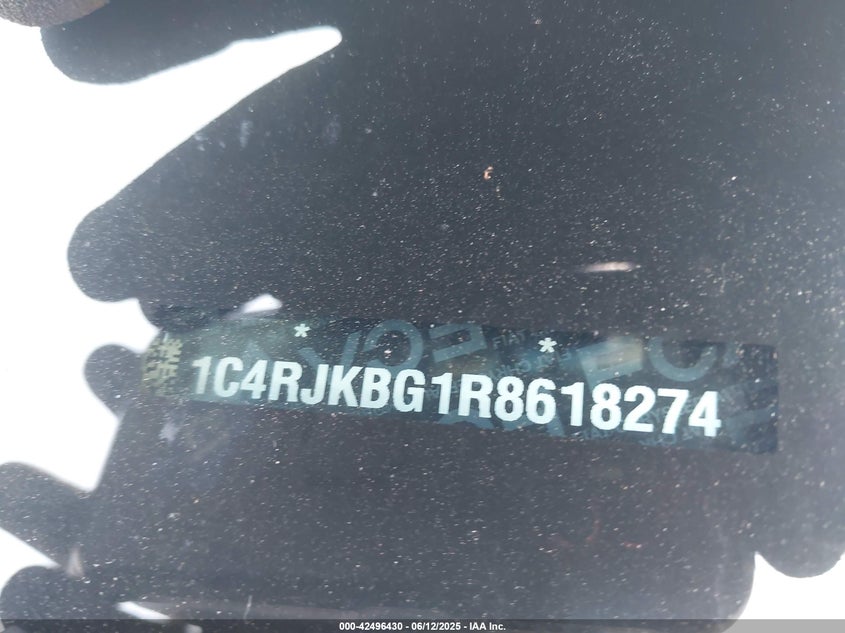 * *
1C4RJKBG1R8618274
000-42496430 - 06/12/2025 - IAA Inc.